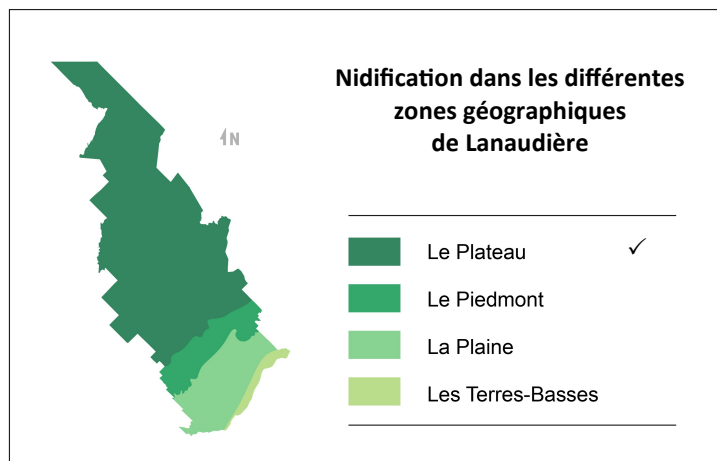 Nidification dans les différentes
zones géographiques
de Lanaudière
N
Le Plateau ✓
Le Piedmont
La Plaine
Les Terres-Basses